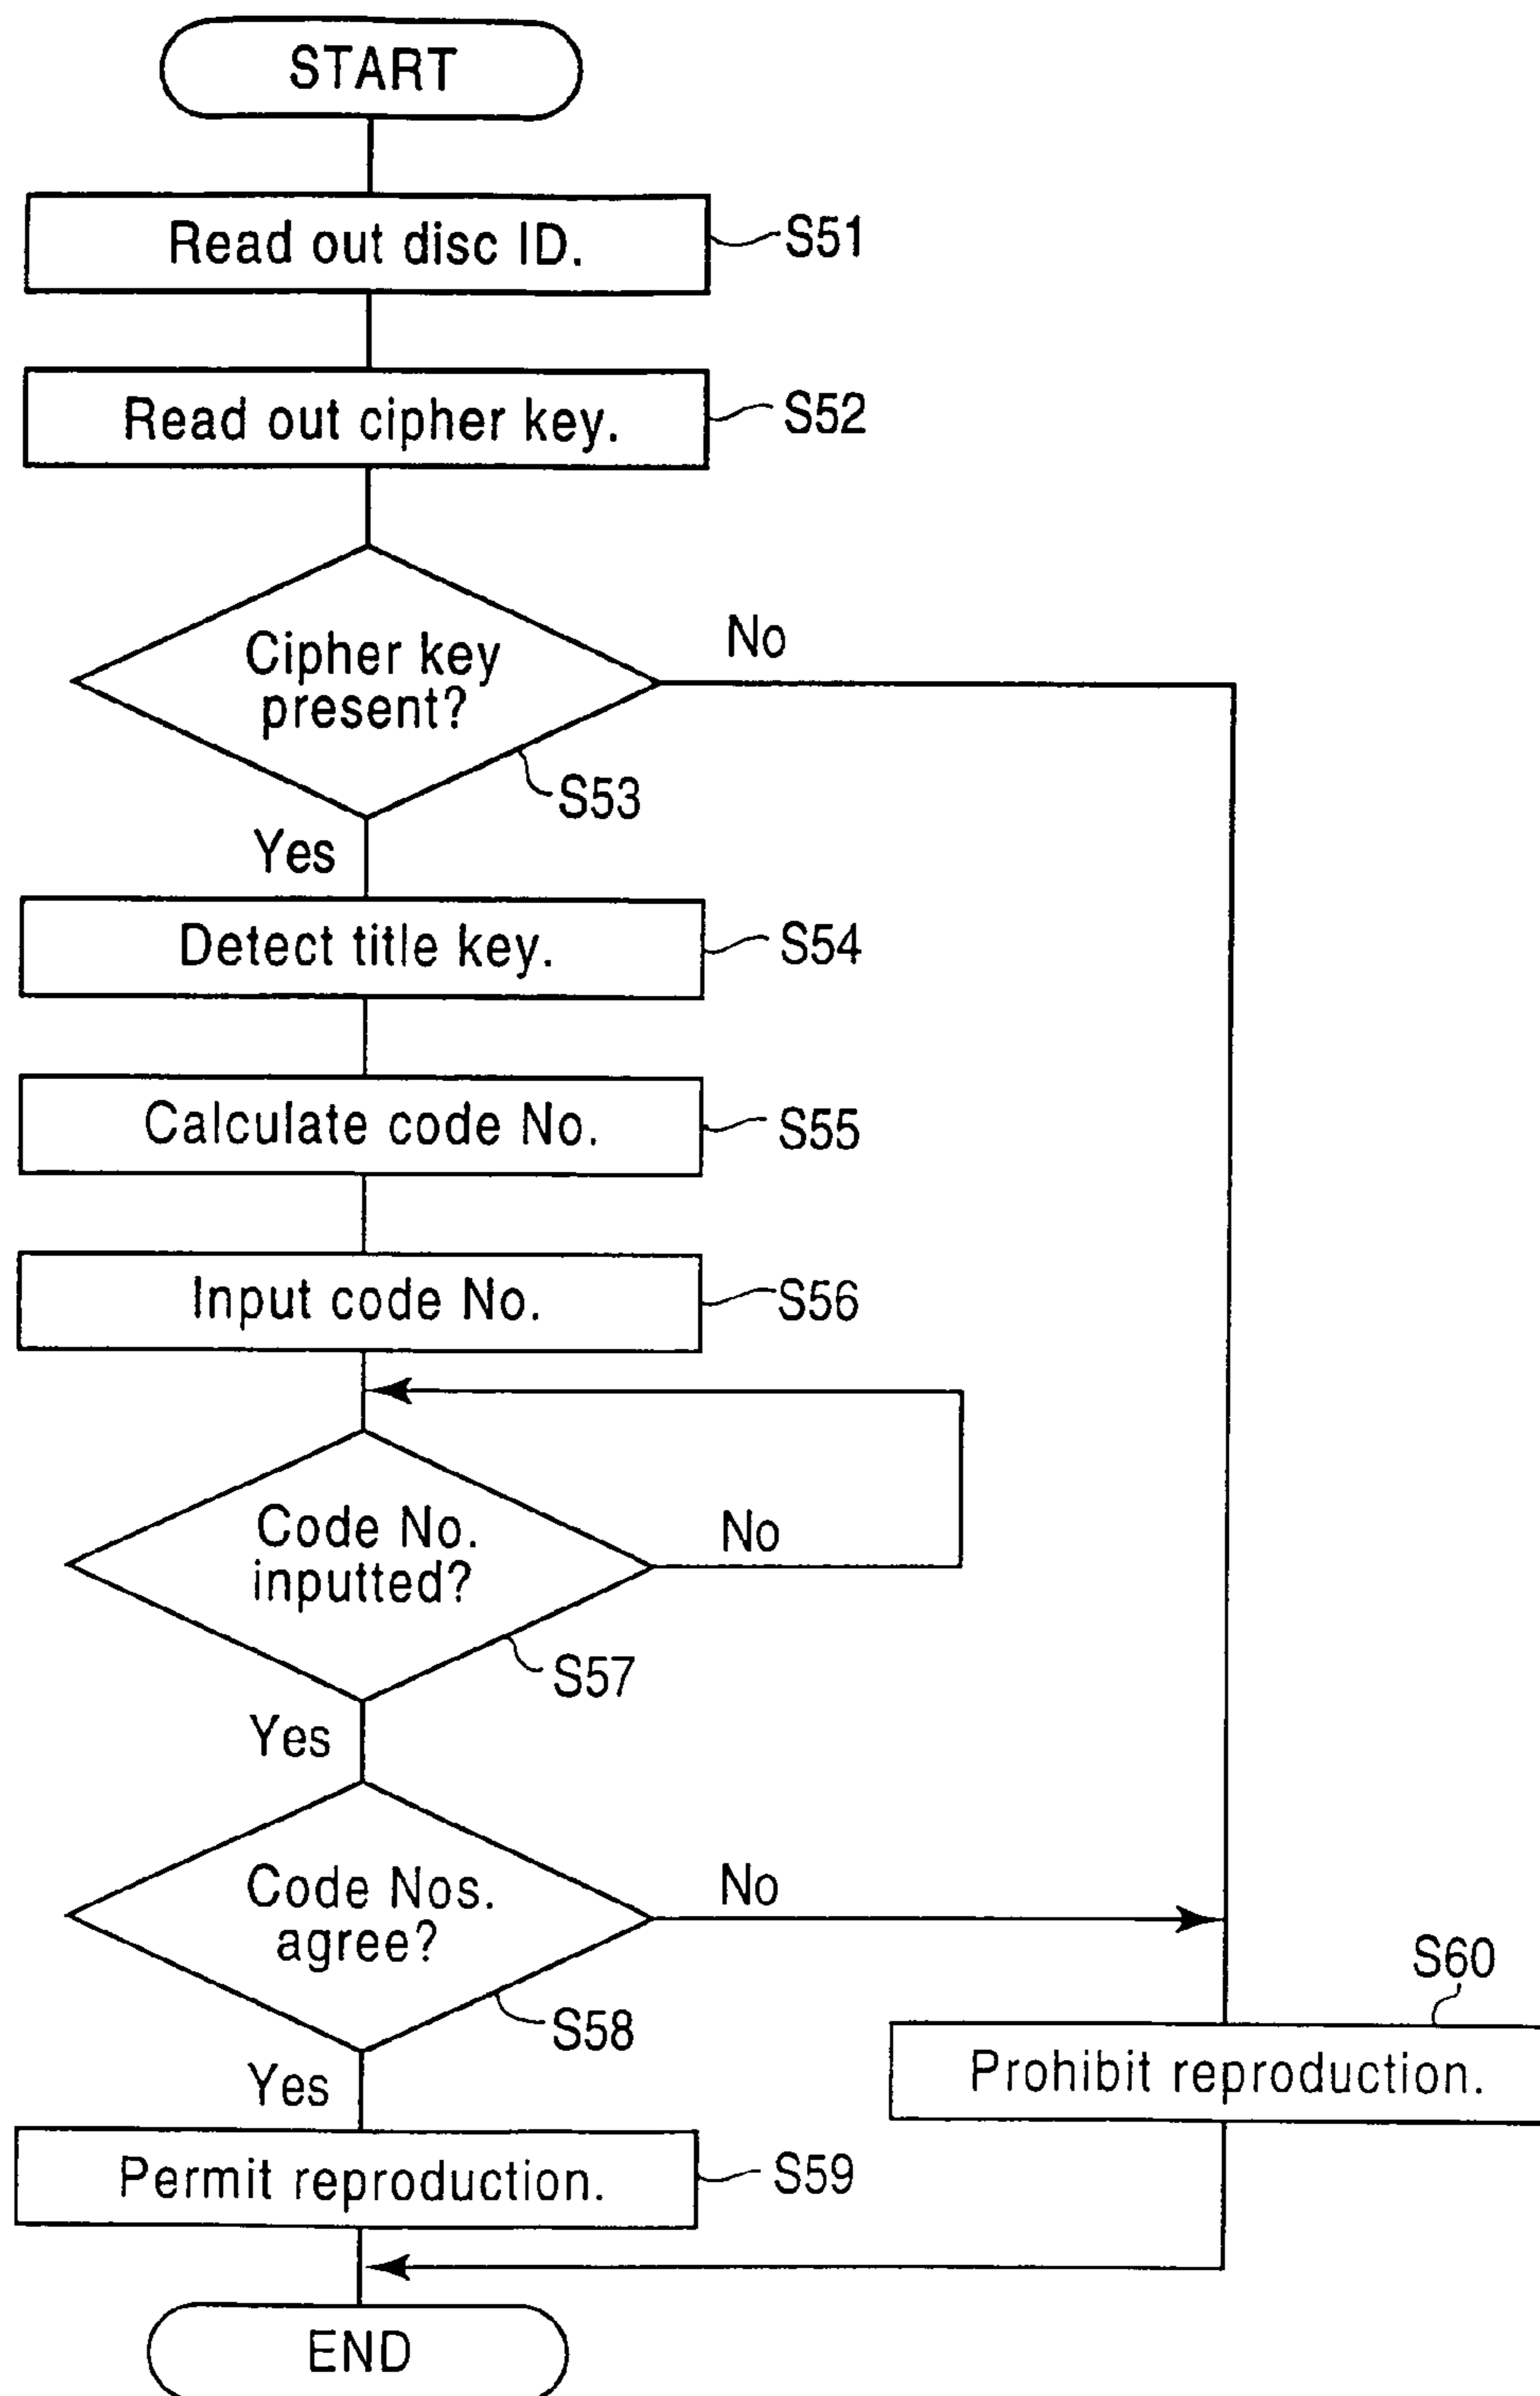 START
Read out disc ID.
S51
Read out cipher key.
S52
Cipher key
present?
No
S53
Yes
Detect title key.
S54
Calculate code No.
S55
Input code No.
S56
Code No.
inputted?
No
S57
Yes
Code Nos.
agree?
No
S58
S60
Yes
Prohibit reproduction.
Permit reproduction.
S59
END